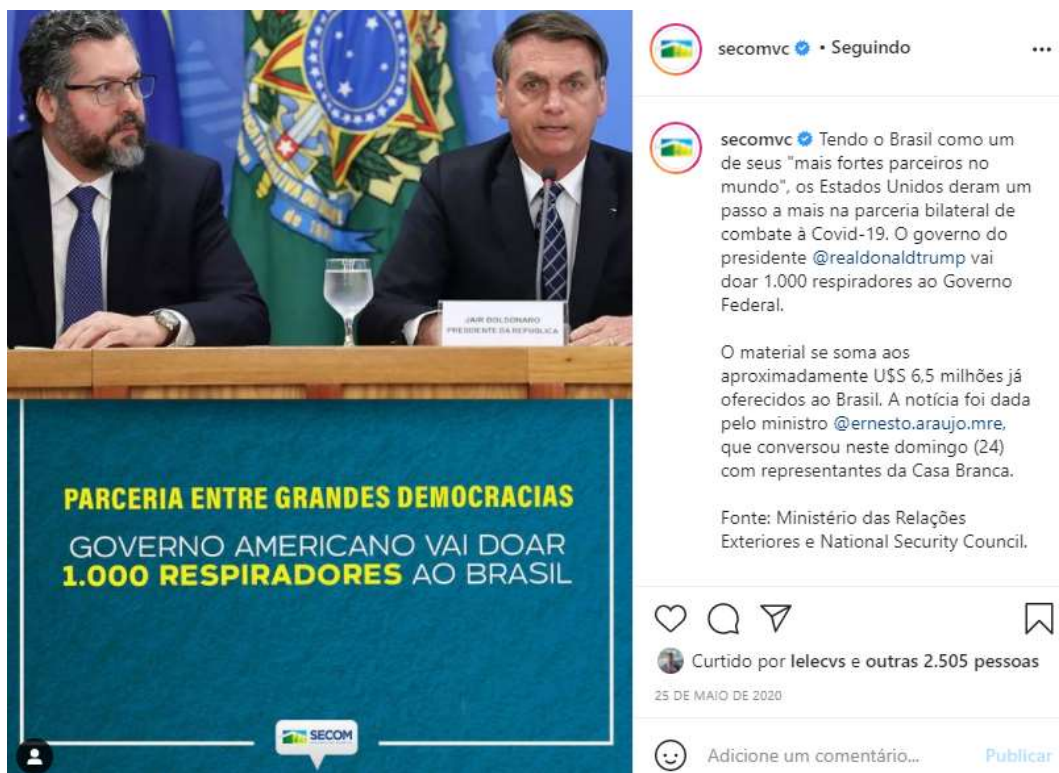 JAIR BOLSONARO
PRESIDENTE DA REPÚBLICA
PARCERIA ENTRE GRANDES DEMOCRACIAS
GOVERNO AMERICANO VAI DOAR
1.000 RESPIRADORES AO BRASIL
SECOM
secomvc • Seguindo
secomvc Tendo o Brasil como um
de seus "mais fortes parceiros no
mundo", os Estados Unidos deram um
passo a mais na parceria bilateral de
combate à Covid-19. O governo do
presidente @realdonaldtrump vai
doar 1.000 respiradores ao Governo
Federal.
O material se soma aos
aproximadamente U$S 6,5 milhões já
oferecidos ao Brasil. A notícia foi dada
pelo ministro @ernesto.araujo.mre,
que conversou neste domingo (24)
com representantes da Casa Branca.
Fonte: Ministério das Relações
Exteriores e National Security Council.
Curtido por lelecvs e outras 2.505 pessoas
25 DE MAIO DE 2020
Adicione um comentário... Publicar